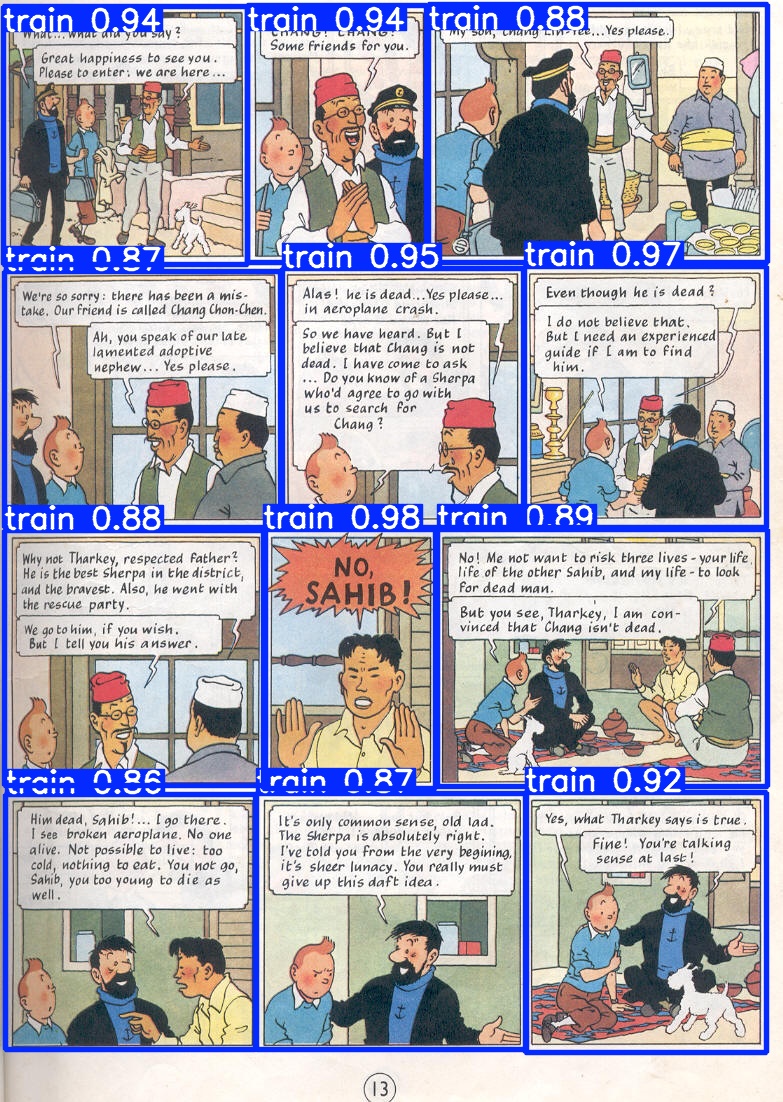 train 0.94
What...What did you say?
Great happiness to see you.
Please to enter: we are here...
train 0.94
CHANG! CHANG!
Some friends for you.
train 0.88
My son, Chang Lin-Yee...Yes please.
train 0.87
We're so sorry: there has been a mis-
take. Our friend is called Chang Chon-Chen.
Ah, you speak of our late
lamented adoptive
nephew... Yes please.
train 0.95
Alas! he is dead...Yes please...
in aeroplane crash.
So we have heard. But I
believe that Chang is not
dead. I have come to ask
... Do you know of a Sherpa
who'd agree to go with
us to search for
Chang?
train 0.97
Even though he is dead?
I do not believe that.
But I need an experienced
guide if I am to find
him.
train 0.88
Why not Tharkey, respected father?
He is the best Sherpa in the district,
and the bravest. Also, he went with
the rescue party.
We go to him, if you wish.
But I tell you his answer.
train 0.98
NO,
SAHIB!
train 0.89
No! Me not want to risk three lives - your life,
life of the other Sahib, and my life - to look
for dead man.
But you see, Tharkey, I am con-
vinced that Chang isn't dead.
train 0.86
Him dead, Sahib!... I go there.
I see broken aeroplane. No one
alive. Not possible to live: too
cold, nothing to eat. You not go,
Sahib, you too young to die as
well.
train 0.87
It's only common sense, old lad.
The Sherpa is absolutely right.
I've told you from the very begining,
it's sheer lunacy. You really must
give up this daft idea.
train 0.92
Yes, what Tharkey says is true.
Fine! You're talking
sense at last!
13